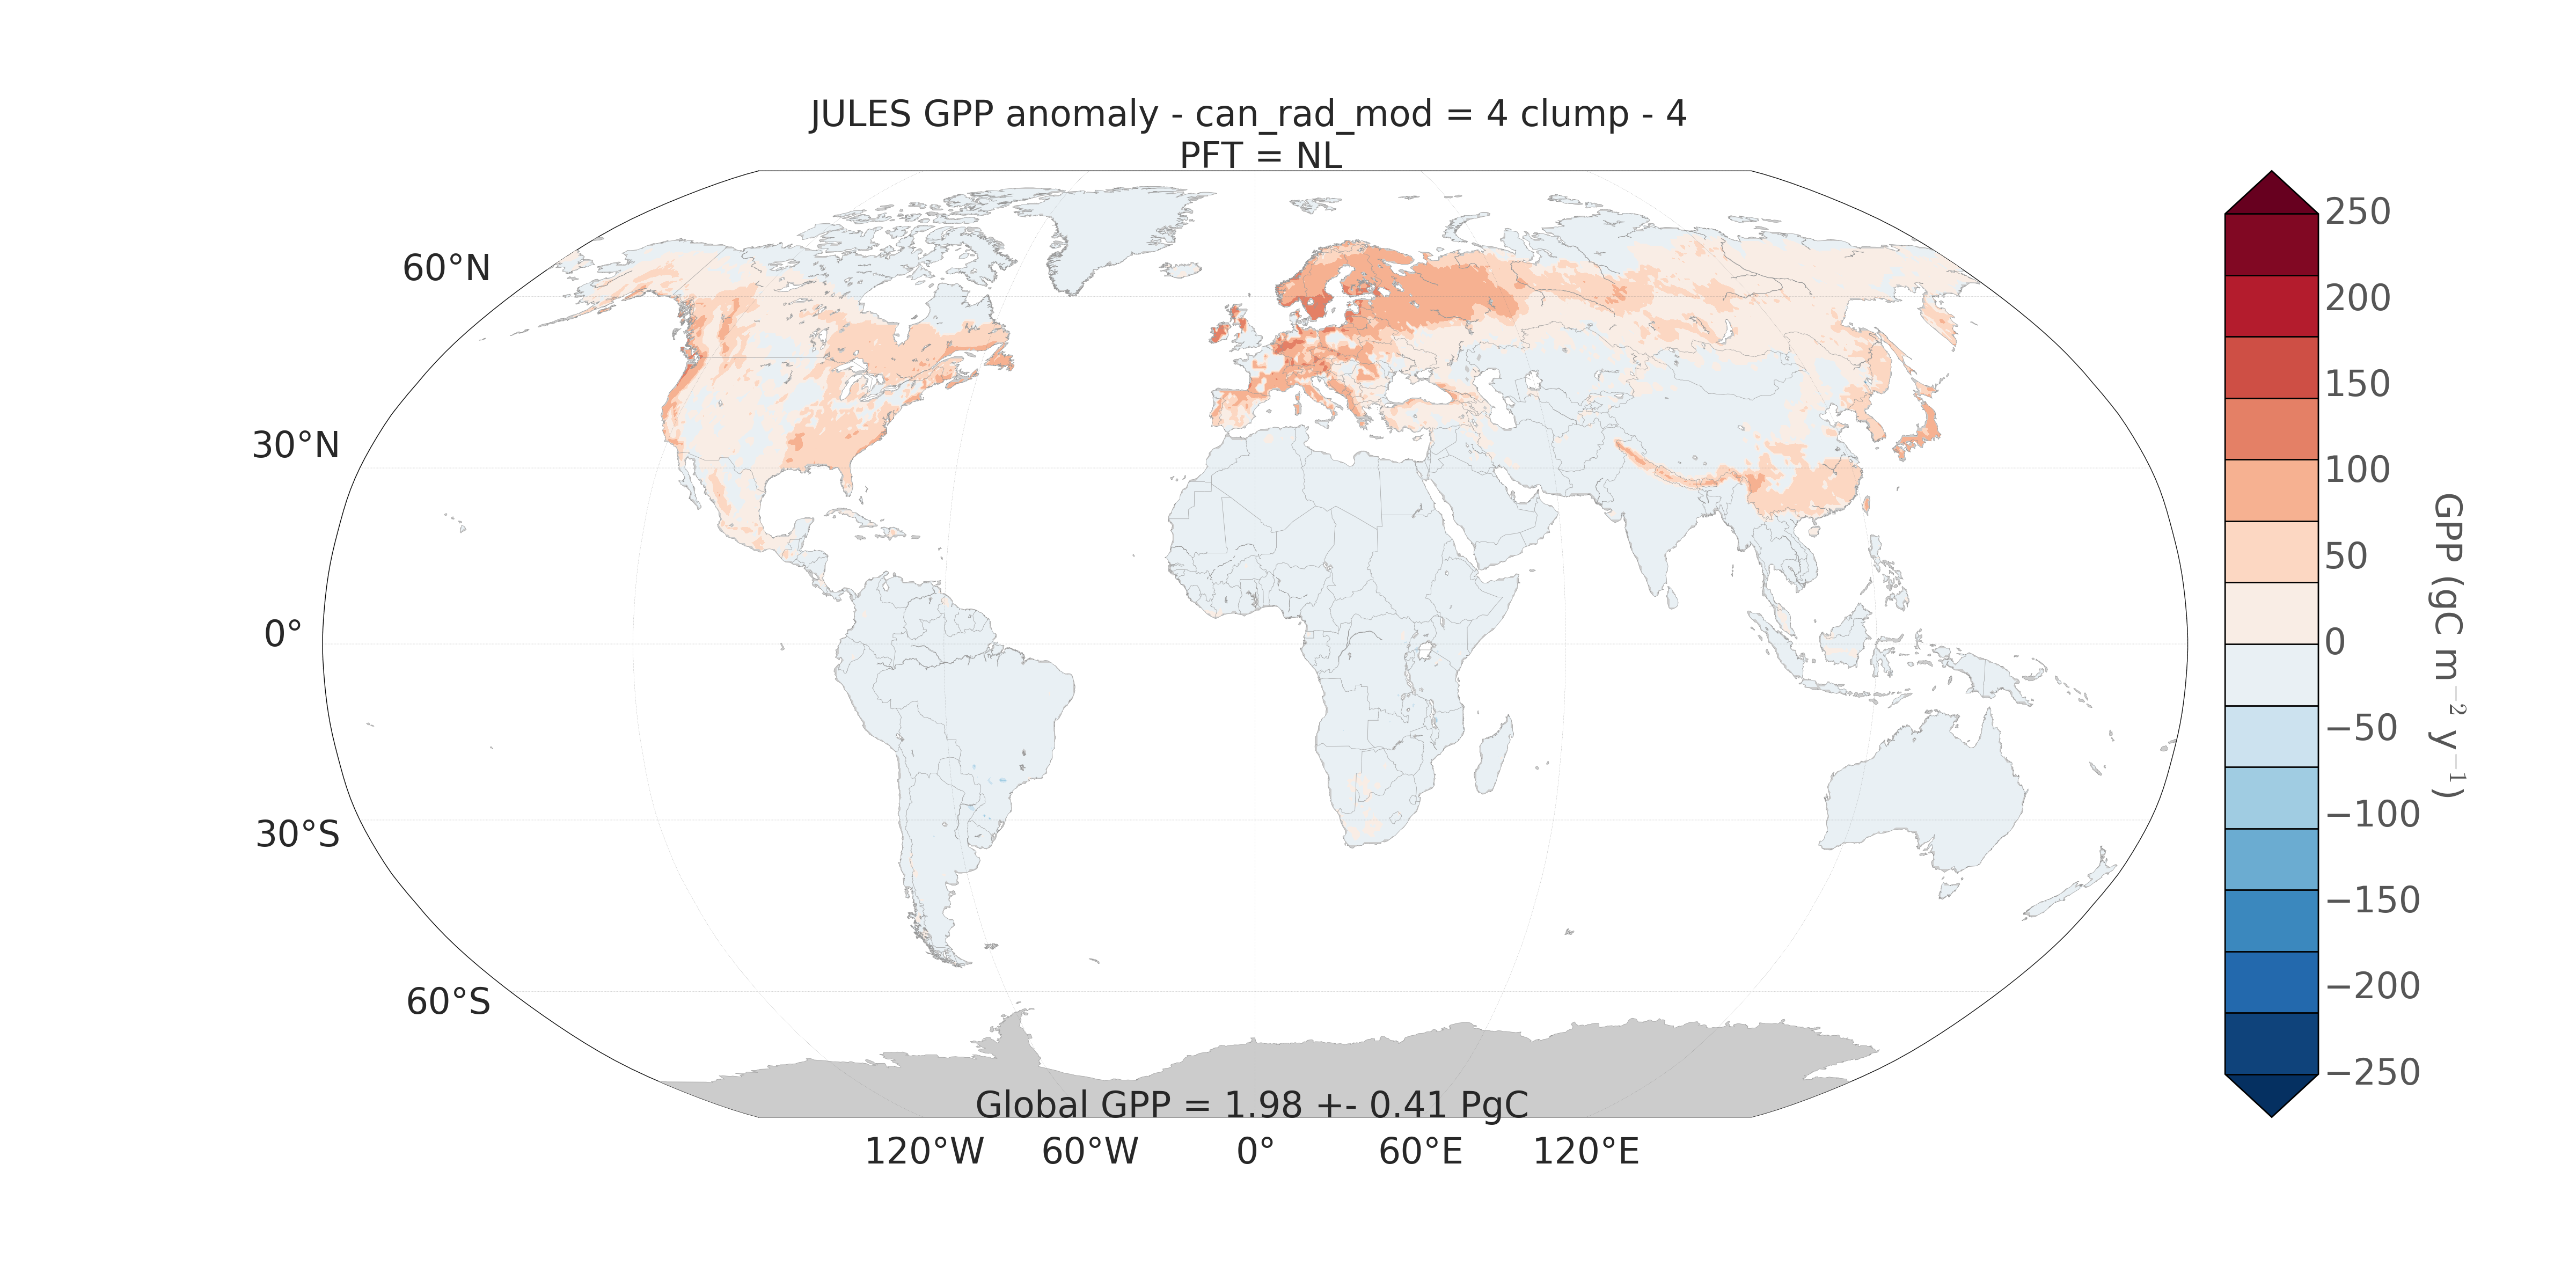 JULES GPP anomaly - can_rad_mod = 4 clump - 4
PFT = NL
60°N
30°N
0°
30°S
60°S
120°W 60°W 0° 60°E 120°E
Global GPP = 1.98 +- 0.41 PgC
250
200
150
100
50
0
−50
−100
−150
−200
−250
GPP (gC m⁻² y⁻¹)